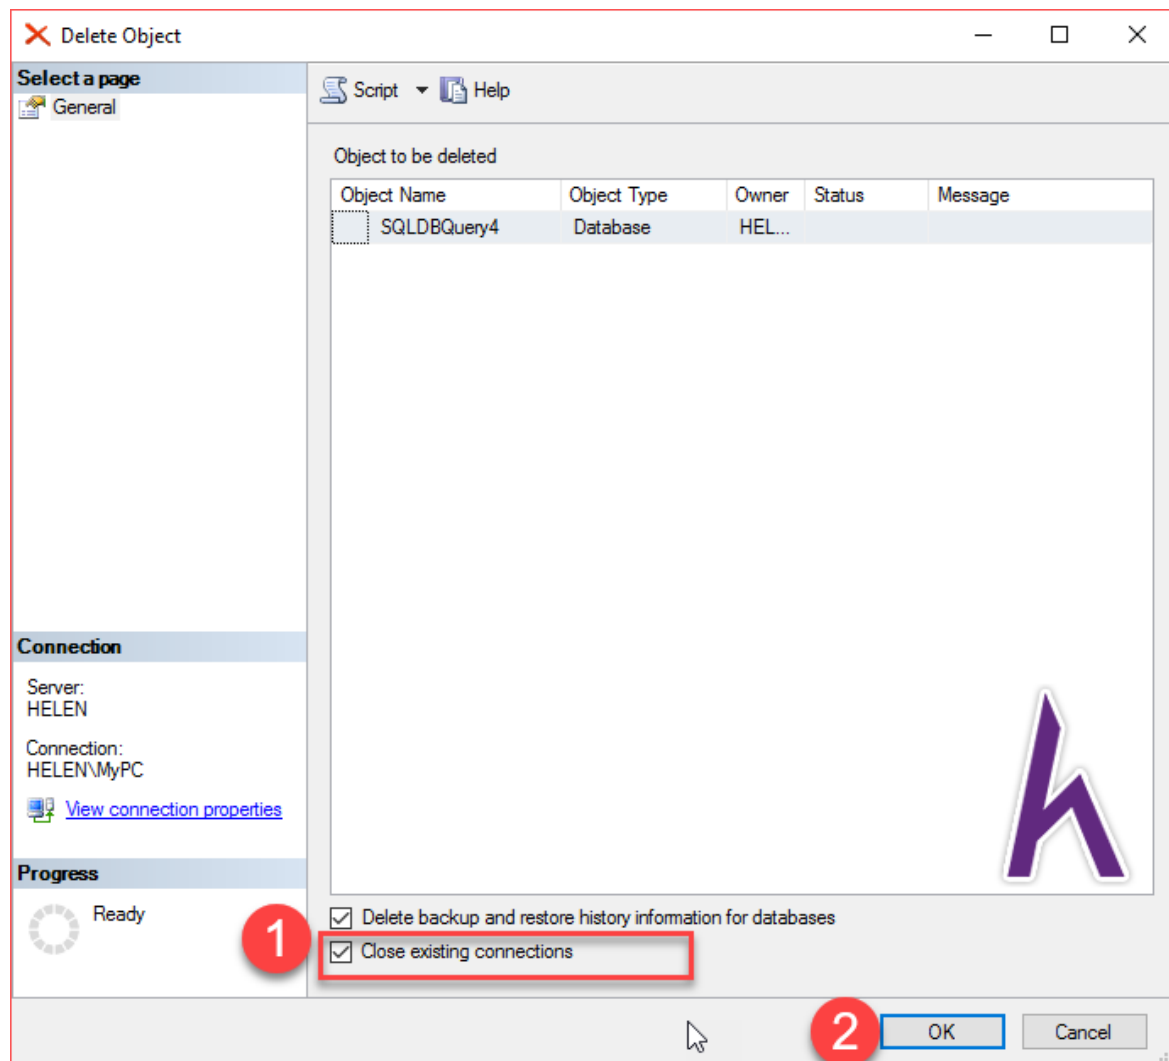 Delete Object
Select a page
General
Script Help
Object to be deleted
Object Name Object Type Owner Status Message
SQLDBQuery4 Database HEL...
Connection
Server:
HELEN
Connection:
HELEN\MyPC
View connection properties
Progress
Ready
Delete backup and restore history information for databases
1
Close existing connections
2
OK Cancel
h